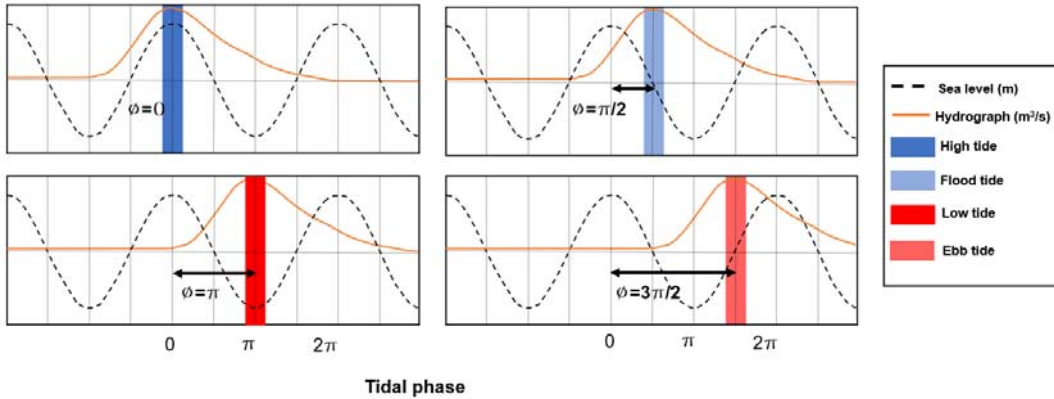 ø=0
ø=π/2
ø=π
ø=3π/2
0 π 2π
0 π 2π
Tidal phase
Sea level (m)
Hydrograph (m³/s)
High tide
Flood tide
Low tide
Ebb tide